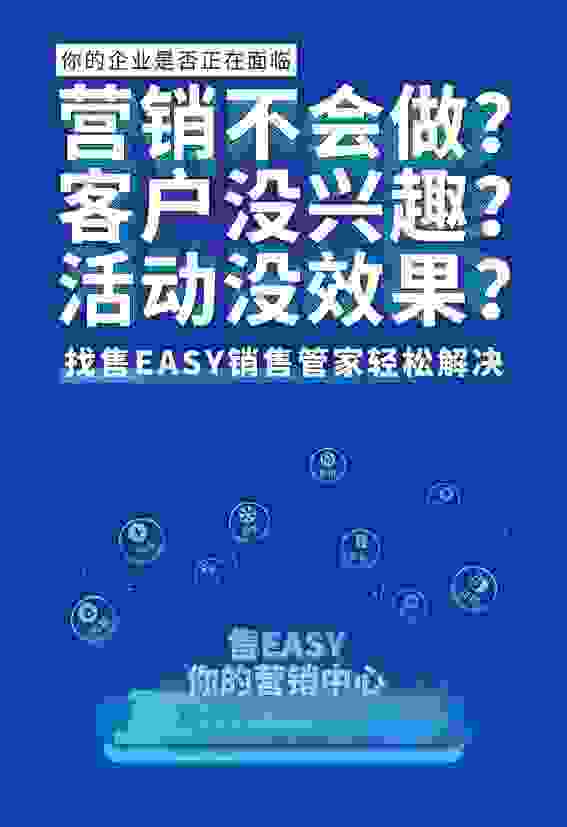 你的企业是否正在面临
营销不会做？
客户没兴趣？
活动没效果？
找售EASY销售管家轻松解决
售EASY
你的营销中心